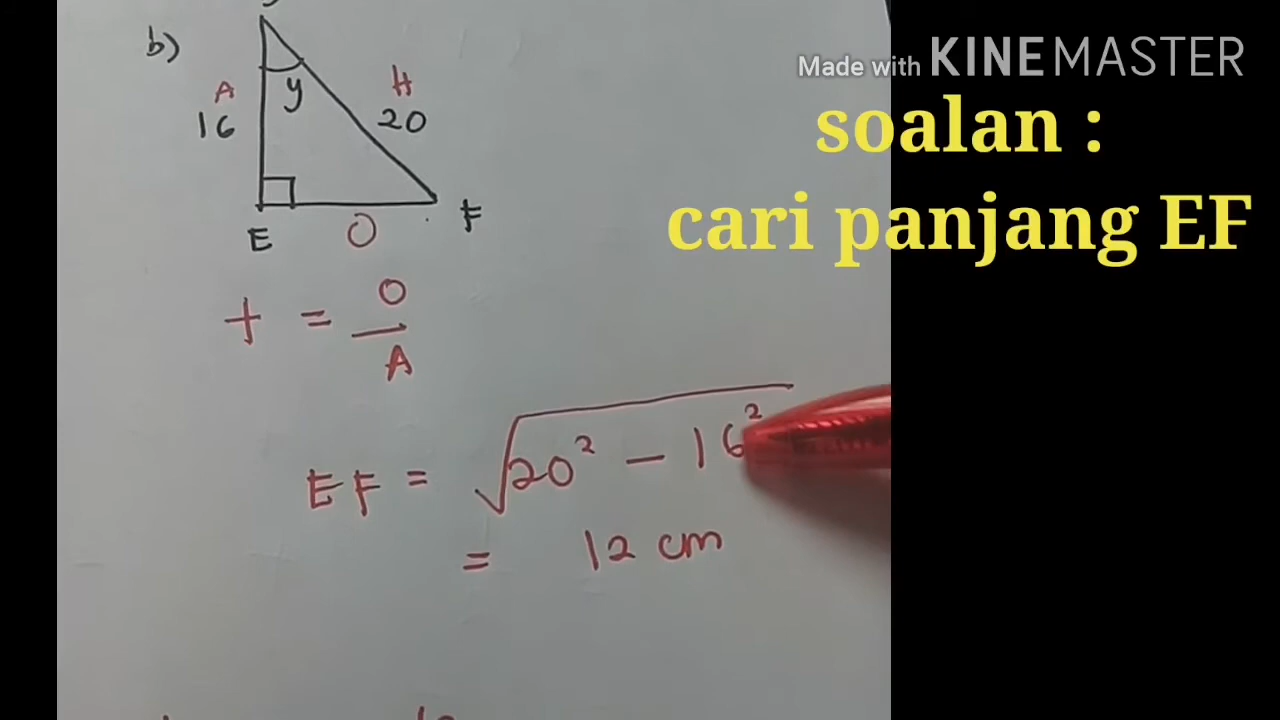 Made with KINEMASTER
soalan :
cari panjang EF
b)
A
H
y
16
20
E
O
F
t = O
A
EF = √20² - 16²
= 12 cm